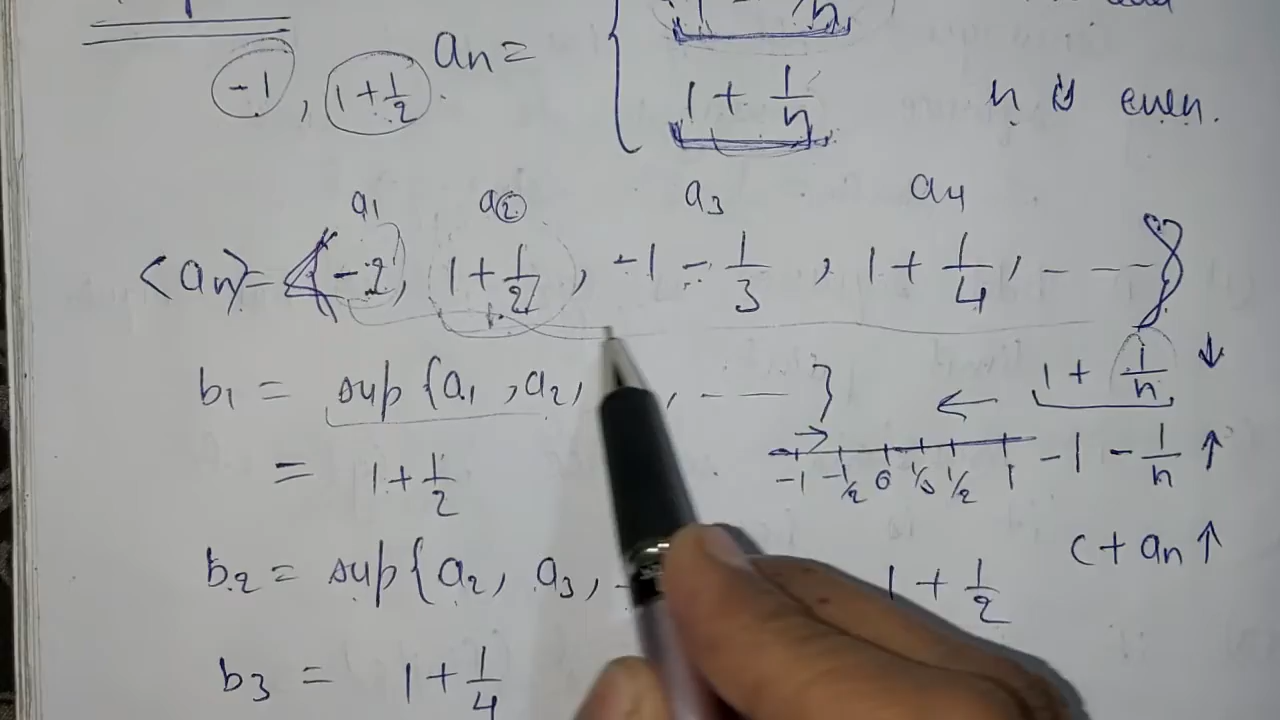 -1, 1+1/2. an = {
1 + 1/n n is even.
a1 a2 a3 a4
<an> = < -2, 1+1/2, -1 - 1/3, 1 + 1/4, - - ->
b1 = sup{a1, a2, , - - - }
1 + 1/n ↓
= 1+1/2
-1 -1/2 0 1/2 1
-1 - 1/n ↑
c + an ↑
b2 = sup{a2, a3, 1 + 1/2
b3 = 1 + 1/4